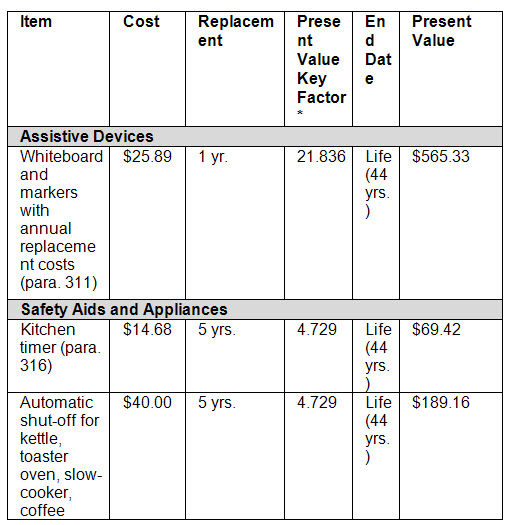 Item Cost Replacem Prese En Present
ent nt d Value
Value Dat
Key e
Factor
*
Assistive Devices
Whiteboard $25.89 1 yr. 21.836 Life $565.33
and (44
markers yrs.
with )
annual
replaceme
nt costs
(para. 311)
Safety Aids and Appliances
Kitchen $14.68 5 yrs. 4.729 Life $69.42
timer (para. (44
316) yrs.
)
Automatic $40.00 5 yrs. 4.729 Life $189.16
shut-off for (44
kettle, yrs.
toaster )
oven, slow-
cooker,
coffee